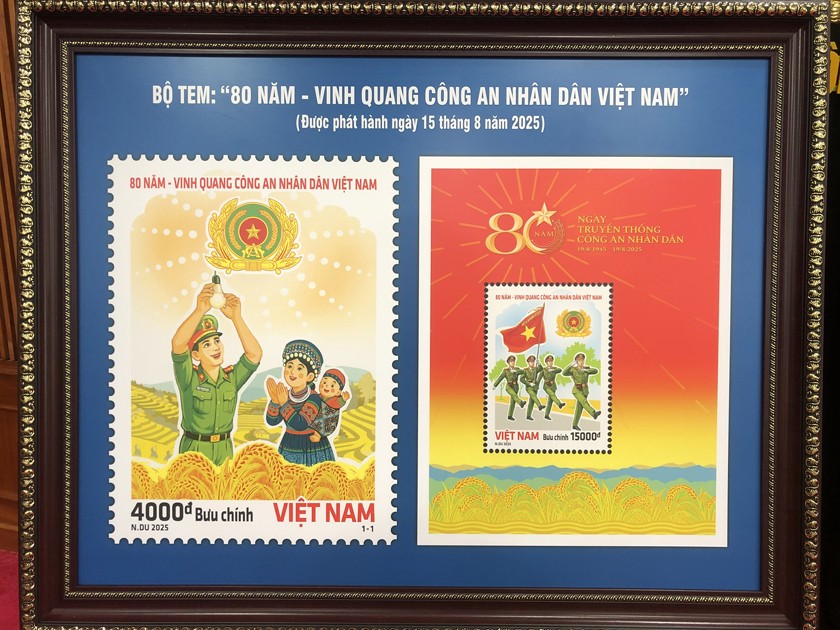 BỘ TEM: “80 NĂM - VINH QUANG CÔNG AN NHÂN DÂN VIỆT NAM”
(Được phát hành ngày 15 tháng 8 năm 2025)
80 NĂM - VINH QUANG CÔNG AN NHÂN DÂN VIỆT NAM
4000đ Bưu chính VIỆT NAM
N.DU 2025 1-1
80 NĂM
NGÀY
TRUYỀN THỐNG
CÔNG AN NHÂN DÂN
19/8/1945 - 19/8/2025
80 NĂM - VINH QUANG CÔNG AN NHÂN DÂN VIỆT NAM
VIỆT NAM Bưu chính 15000đ
N.DU 2025